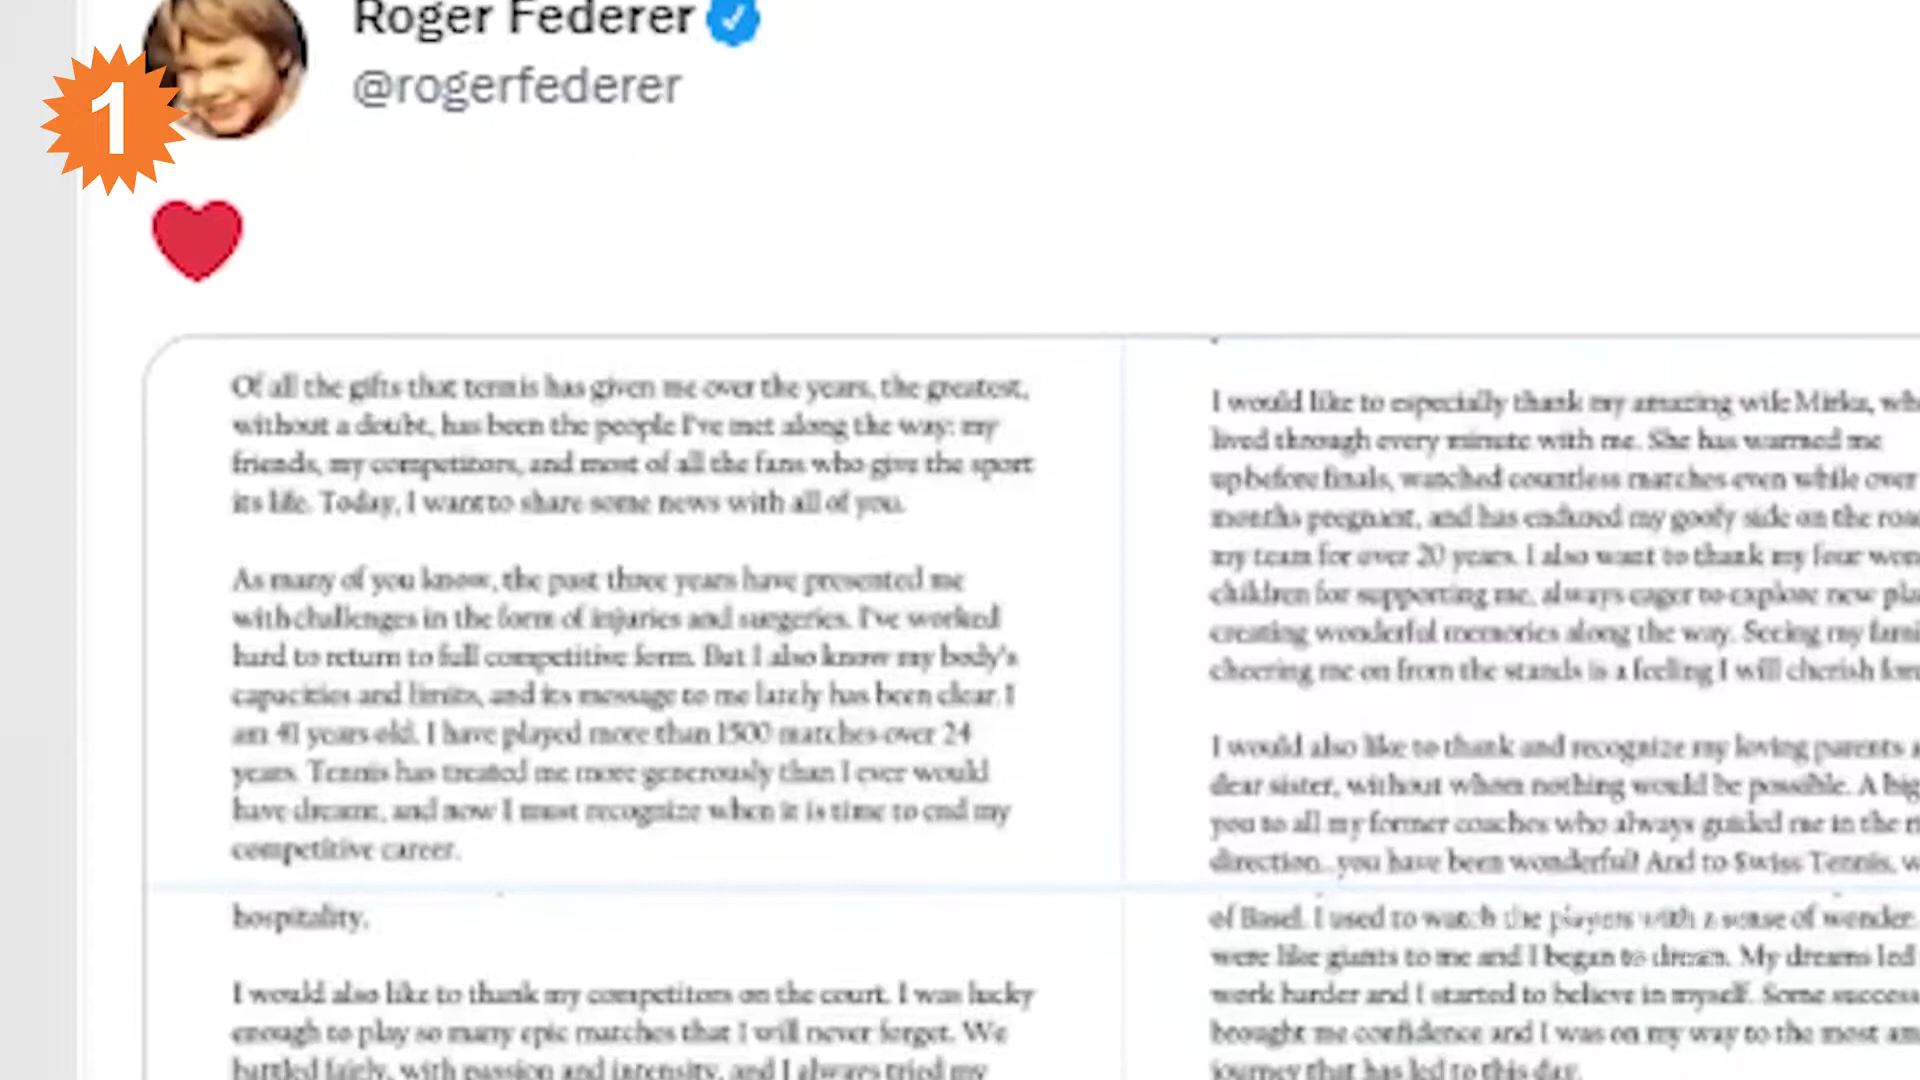 Roger Federer
@rogerfederer
1
Of all the gifts that tennis has given me over the years, the greatest,
without a doubt, has been the people I've met along the way: my
friends, my competitors, and most of all the fans who give the sport
its life. Today, I want to share some news with all of you.
As many of you know, the past three years have presented me
with challenges in the form of injuries and surgeries. I've worked
hard to return to full competitive form. But I also know my body's
capacities and limits, and its message to me lately has been clear. I
am 41 years old. I have played more than 1500 matches over 24
years. Tennis has treated me more generously than I ever would
have dreamt, and now I must recognize when it is time to end my
competitive career.
I would like to especially thank my amazing wife Mirka, who
lived through every minute with me. She has warmed me
up before finals, watched countless matches even while over
months pregnant, and has endured my goofy side on the road
my team for over 20 years. I also want to thank my four won
children for supporting me, always eager to explore new pla
creating wonderful memories along the way. Seeing my fami
cheering me on from the stands is a feeling I will cherish
I would also like to thank and recognize my loving parents
dear sister, without whom nothing would be possible. A big
you to all my former coaches who always guided me in the
direction...you have been wonderful! And to Swiss Tennis,
hospitality.
I would also like to thank my competitors on the court. I was lucky
enough to play so many epic matches that I will never forget. We
battled fairly, with passion and intensity, and I always tried my
of Basel. I used to watch the players with a sense of wonder.
were like giants to me and I began to dream. My dreams led
work harder and I started to believe in myself. Some success
brought me confidence and I was on my way to the most
journey that has led to this day.